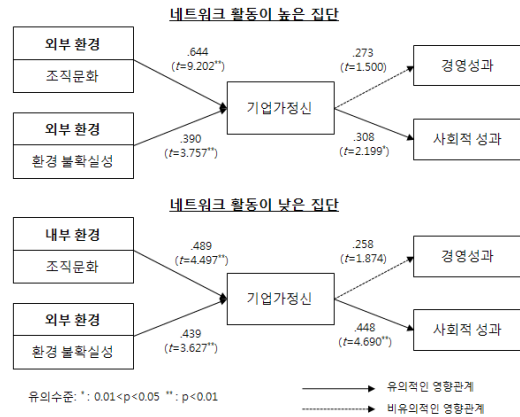 네트워크 활동이 높은 집단
외부 환경
조직문화
.644
(t=9.202**)
외부 환경
환경 불확실성
.390
(t=3.757**)
기업가정신
.273
(t=1.500)
경영성과
.308
(t=2.199*)
사회적 성과
네트워크 활동이 낮은 집단
내부 환경
조직문화
.489
(t=4.497**)
외부 환경
환경 불확실성
.439
(t=3.627**)
기업가정신
.258
(t=1.874)
경영성과
.448
(t=4.690**)
사회적 성과
유의수준: * : 0.01<p<0.05 ** : p<0.01
유의적인 영향관계
비유의적인 영향관계